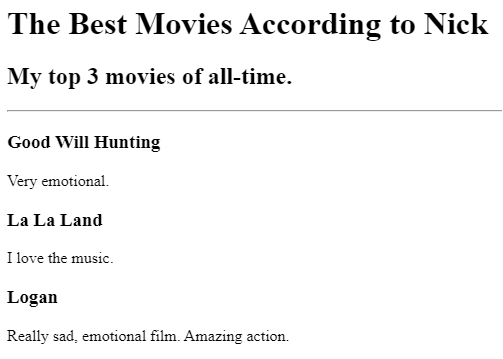 The Best Movies According to Nick
My top 3 movies of all-time.
Good Will Hunting
Very emotional.
La La Land
I love the music.
Logan
Really sad, emotional film. Amazing action.